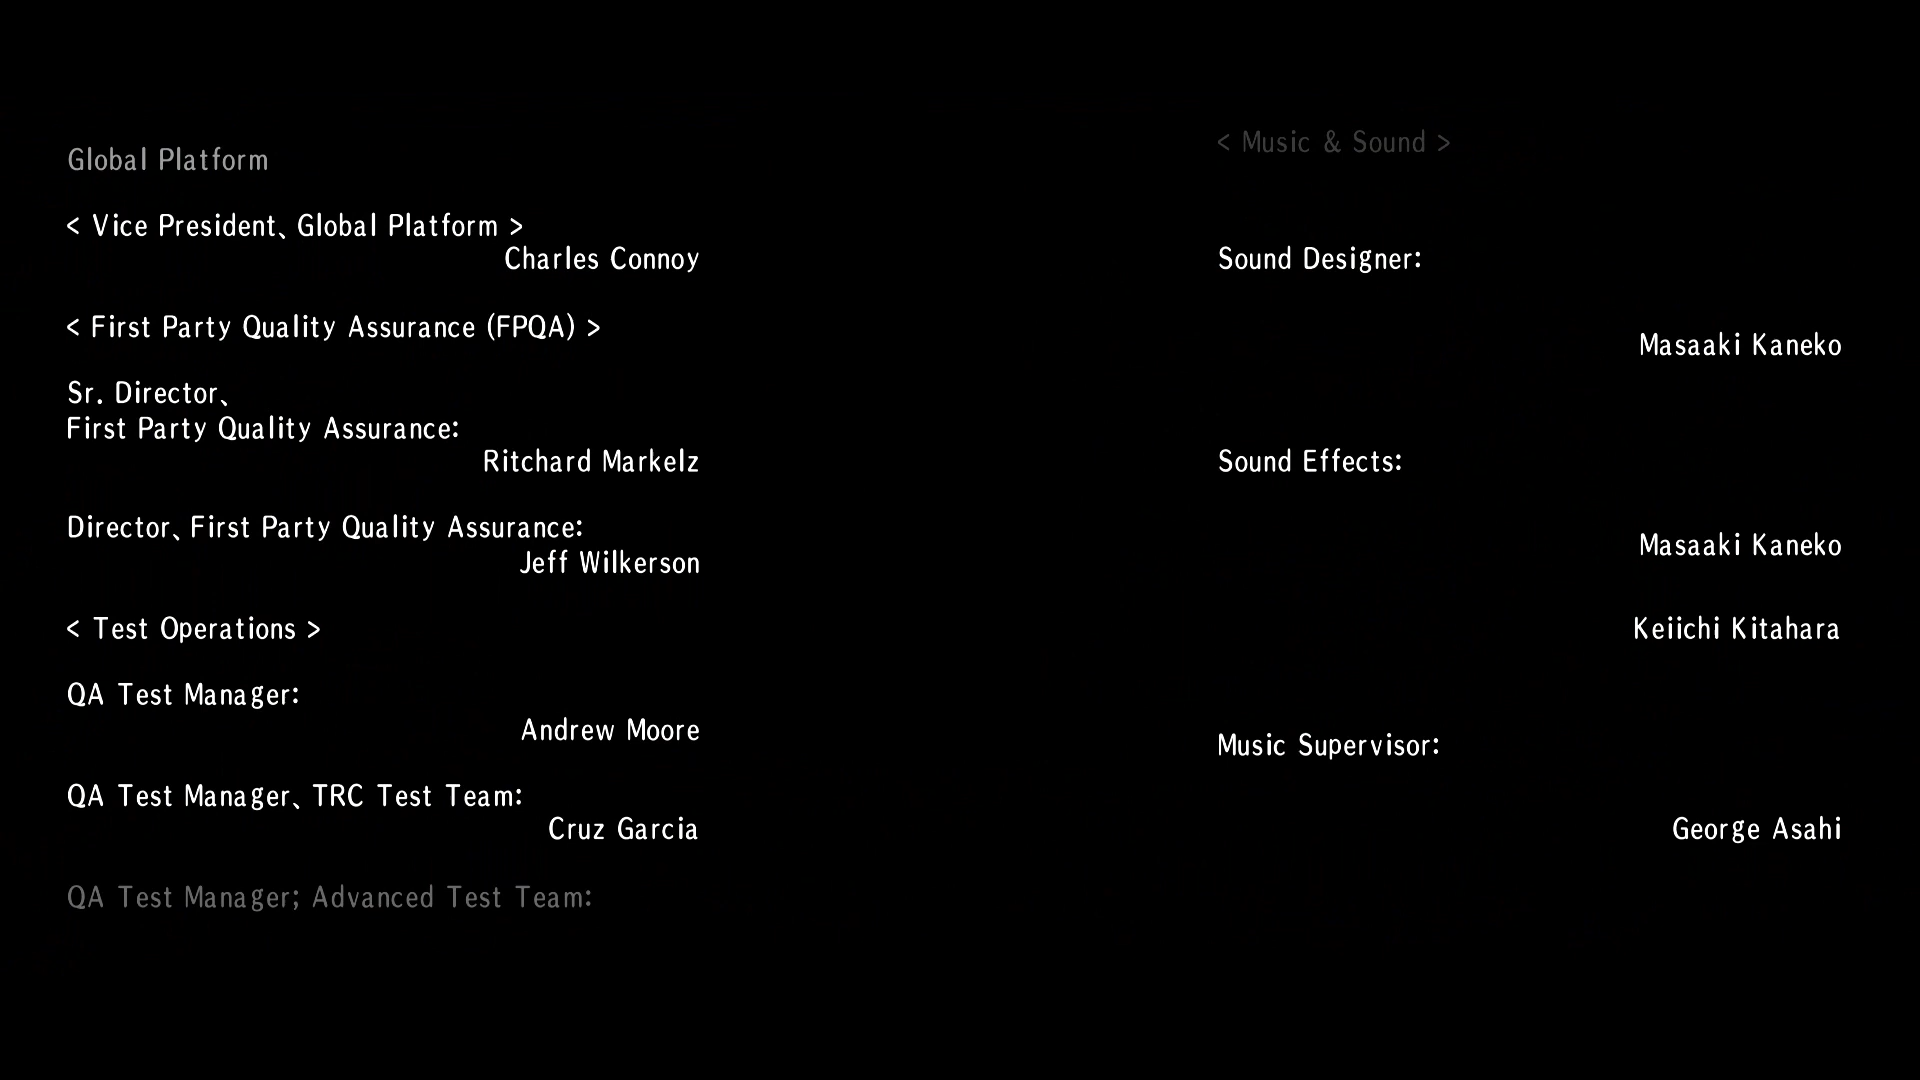 Global Platform
< Vice President、Global Platform >
Charles Connoy
< First Party Quality Assurance (FPQA) >
Sr. Director、
First Party Quality Assurance:
Ritchard Markelz
Director、First Party Quality Assurance:
Jeff Wilkerson
< Test Operations >
QA Test Manager:
Andrew Moore
QA Test Manager、TRC Test Team:
Cruz Garcia
QA Test Manager; Advanced Test Team:
< Music & Sound >
Sound Designer:
Masaaki Kaneko
Sound Effects:
Masaaki Kaneko
Keiichi Kitahara
Music Supervisor:
George Asahi